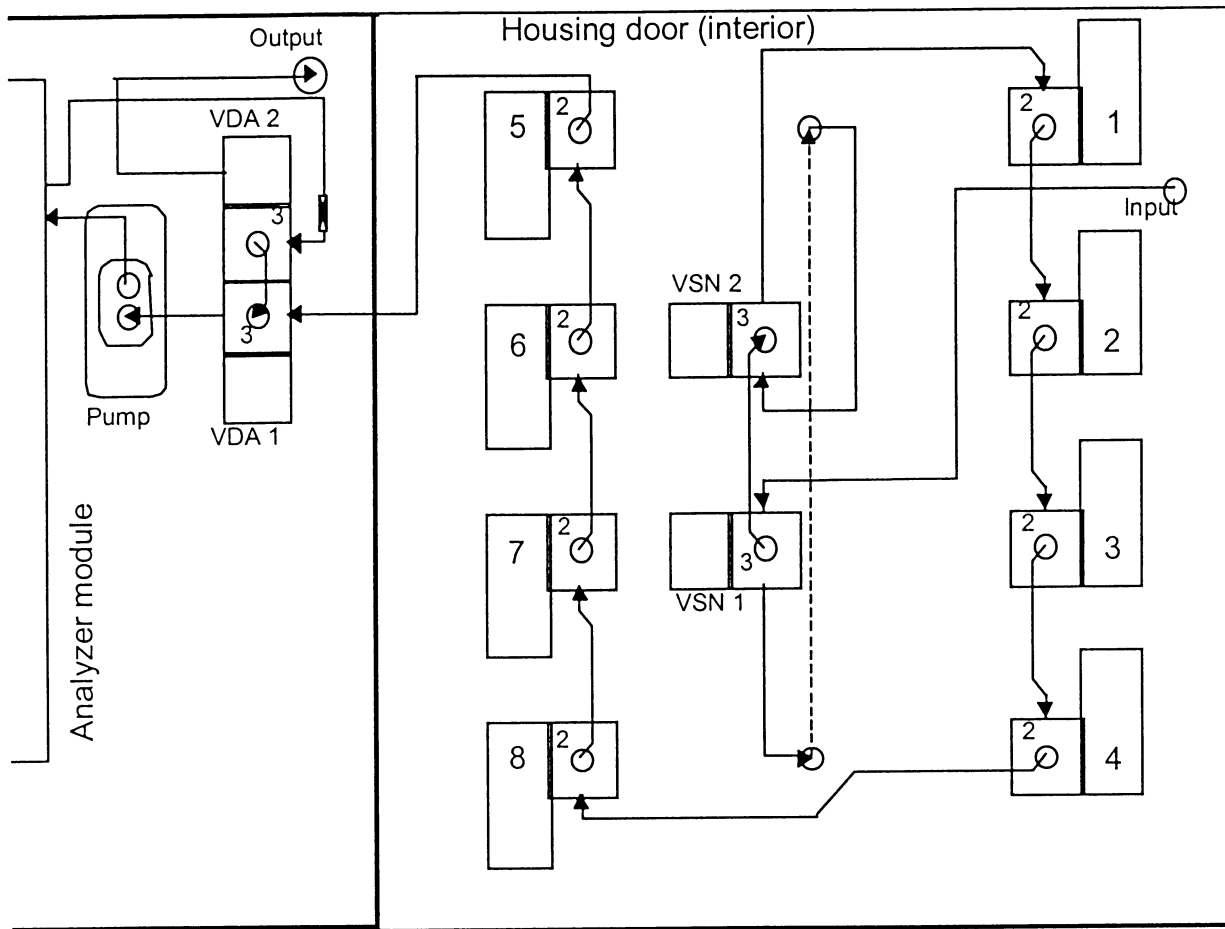 Housing door (interior)
Output
VDA 2
3
3
VDA 1
Pump
Analyzer module
2
5
2
6
2
7
2
8
VSN 2
3
3
VSN 1
2
1
Input
2
2
2
3
2
4